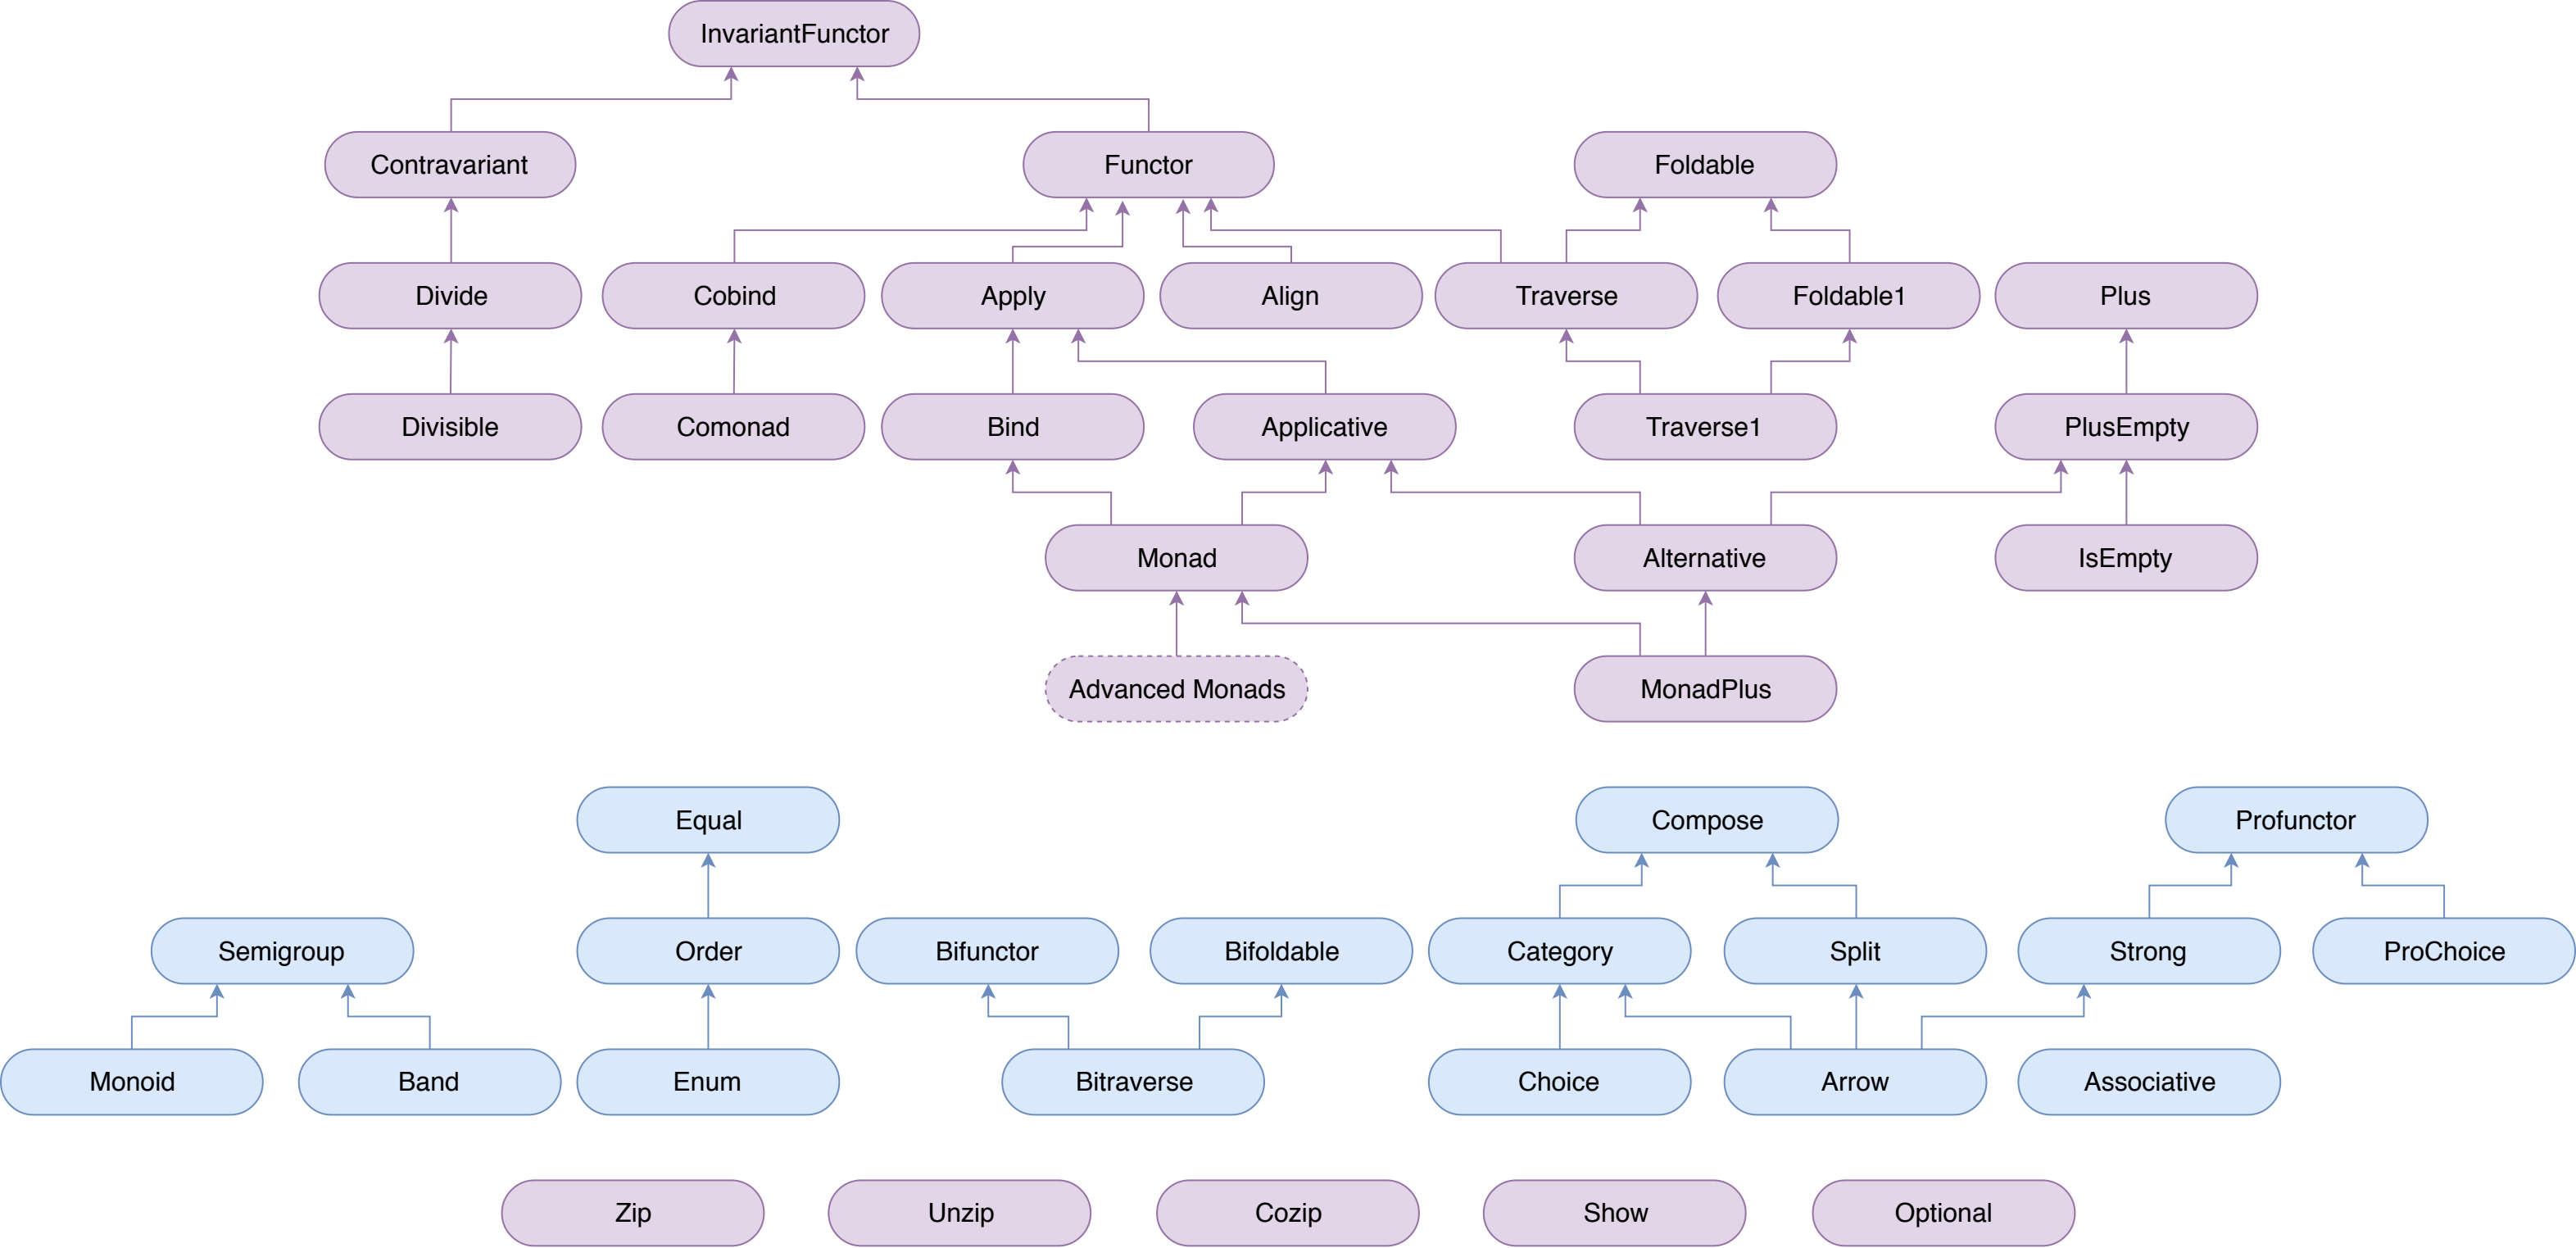 InvariantFunctor
Contravariant
Functor
Foldable
Divide
Cobind
Apply
Align
Traverse
Foldable1
Plus
Divisible
Comonad
Bind
Applicative
Traverse1
PlusEmpty
Monad
Alternative
IsEmpty
Advanced Monads
MonadPlus
Equal
Compose
Profunctor
Semigroup
Order
Bifunctor
Bifoldable
Category
Split
Strong
ProChoice
Monoid
Band
Enum
Bitraverse
Choice
Arrow
Associative
Zip
Unzip
Cozip
Show
Optional